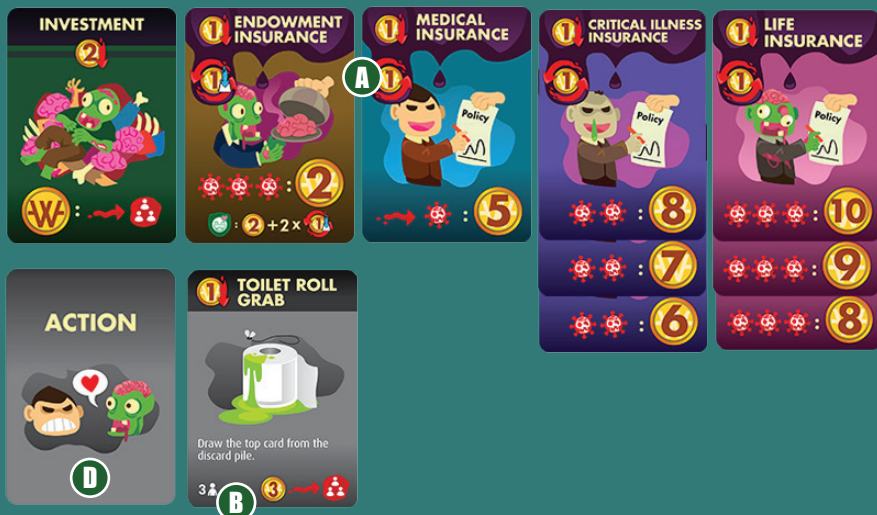 INVESTMENT
2
W
1 ENDOWMENT
INSURANCE
1
: 2
: 2 + 2 x 1
A
1 MEDICAL
INSURANCE
1
Policy
: 5
1 CRITICAL ILLNESS
INSURANCE
1
Policy
: 8
: 7
: 6
1 LIFE
INSURANCE
1
Policy
: 10
: 9
: 8
ACTION
D
1 TOILET ROLL
GRAB
Draw the top card from the
discard pile.
3
3
B